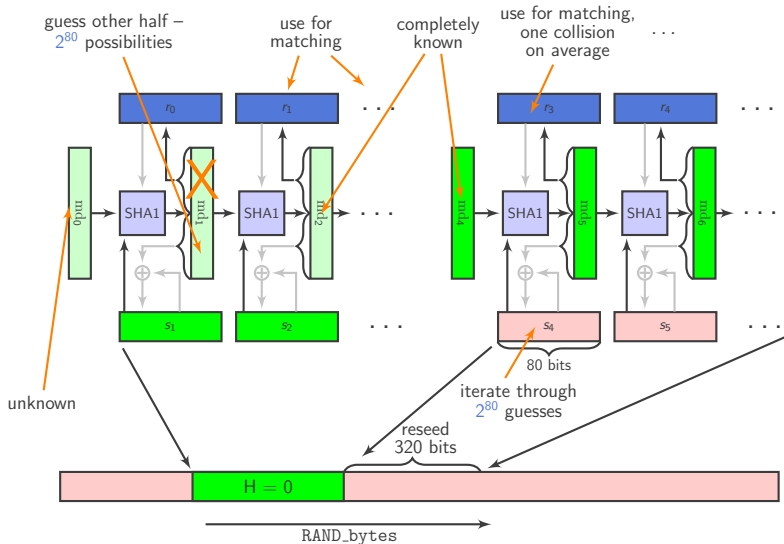 guess other half –
2^80 possibilities
use for
matching
completely
known
use for matching,
one collision
on average
. . .
r0
r1
. . .
r3
r4
. . .
md0
SHA1
md1
SHA1
md2
. . .
md4
SHA1
md5
SHA1
md6
. . .
s1
s2
. . .
s4
s5
. . .
80 bits
unknown
iterate through
2^80 guesses
reseed
320 bits
H = 0
RAND_bytes